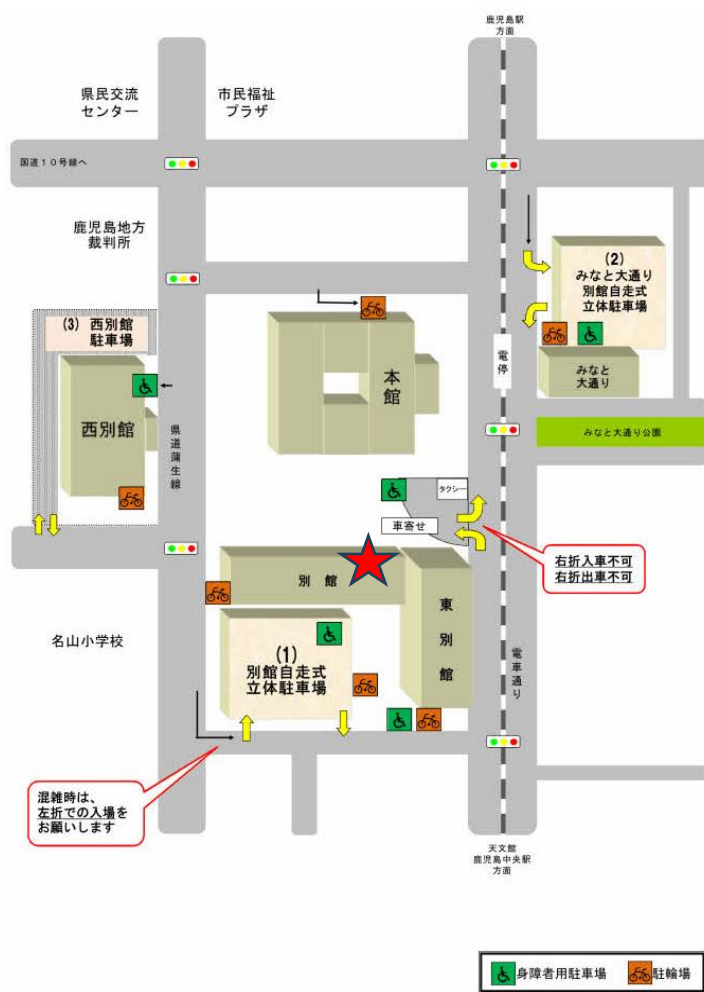 鹿児島駅
方面
県民交流
センター
市民福祉
プラザ
国道10号線へ
鹿児島地方
裁判所
(2)
みなと大通り
別館自走式
立体駐車場
(3) 西別館
駐車場
電停
みなと
大通り
本館
西別館
県道蒲生線
みなと大通り公園
タクシー
車寄せ
右折入車不可
右折出車不可
別館
東別館
名山小学校
(1)
別館自走式
立体駐車場
電車通り
混雑時は、
左折での入場を
お願いします
天文館
鹿児島中央駅
方面
身障者用駐車場
駐輪場